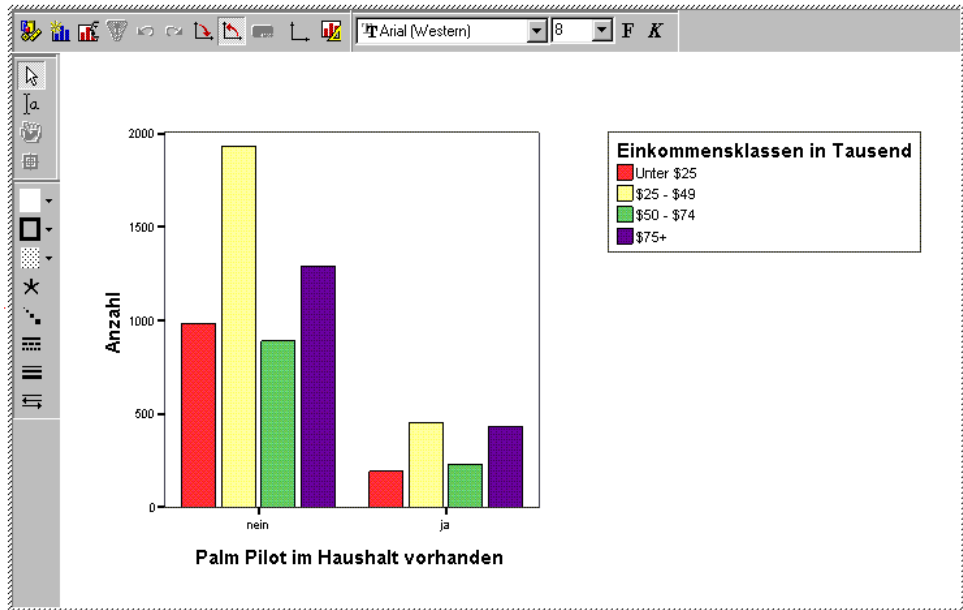 Arial (Western) 8 F K
a
Einkommensklassen in Tausend
Unter $25
$25 - $49
$50 - $74
$75+
2000
1500
1000
500
0
Anzahl
nein ja
Palm Pilot im Haushalt vorhanden